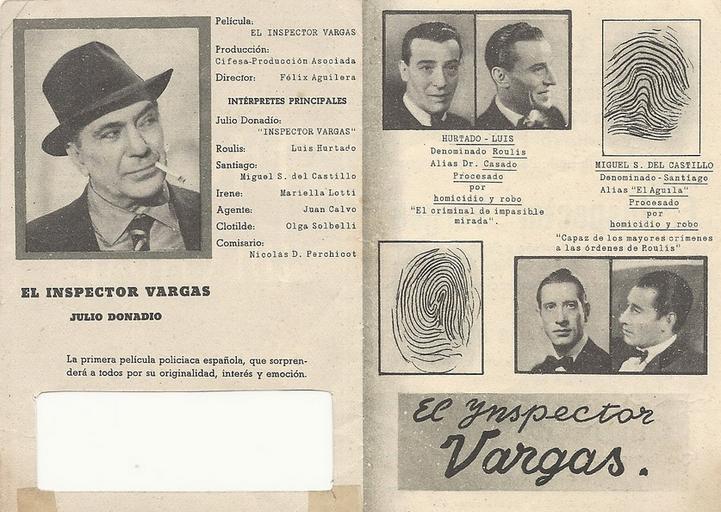 Película:
EL INSPECTOR VARGAS
Producción:
Cifesa-Producción Asociada
Director: Félix Aguilera
INTÉRPRETES PRINCIPALES
Julio Donadío:
"INSPECTOR VARGAS"
Roulis: Luis Hurtado
Santiago:
Miguel S. del Castillo
Irene: Mariella Lotti
Agente: Juan Calvo
Clotilde: Olga Solbelli
Comisario:
Nicolás D. Perchicot
EL INSPECTOR VARGAS
JULIO DONADIO
La primera película policiaca española, que sorpren-
derá a todos por su originalidad, interés y emoción.
HURTADO - LUIS
Denominado Roulis
Alias Dr. Casado
Procesado
por
homicidio y robo
"El criminal de impasible
mirada".
MIGUEL S. DEL CASTILLO
Denominado-Santiago
Alias "El Aguila"
Procesado
por
homicidio y robo
"Capaz de los mayores crímenes
a las órdenes de Roulis"
El Ynspector
Vargas.